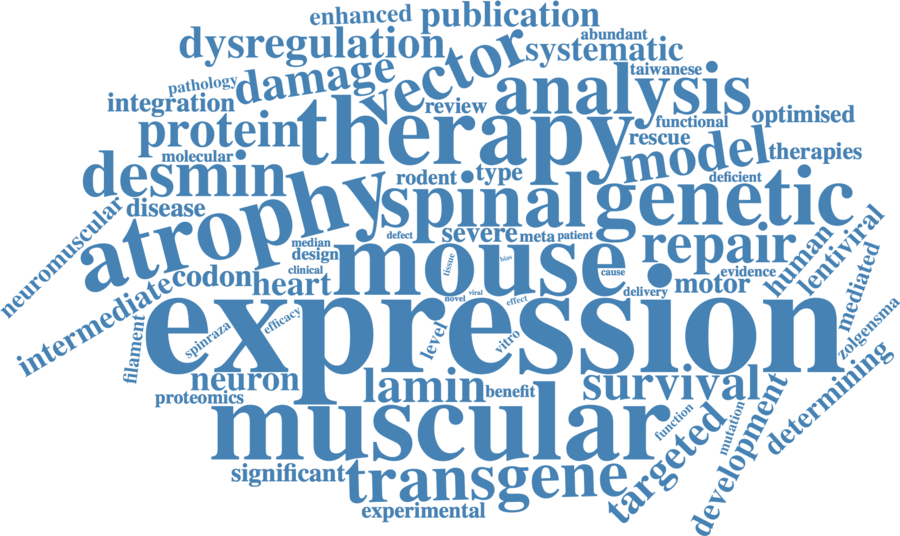 enhanced
publication
dysregulation
vector
systematic
abundant
pathology
damage
taiwanese
integration
review
analysis
functional
optimised
protein
therapy
rescue
model
therapies
molecular
desmin
rodent
type
deficient
atrophy
spinal
genetic
neuromuscular
disease
defect
severe
meta
patient
median
design
mouse
tissue
bias
repair
human
lentiviral
intermediate
codon
clinical
heart
cause
evidence
motor
delivery
mediated
novel
viral
effect
expression
filament
spinraza
efficacy
level
vitro
zolgensma
neuron
lamin
benefit
survival
determining
proteomics
muscular
function
targeted
mutation
development
significant
transgene
experimental